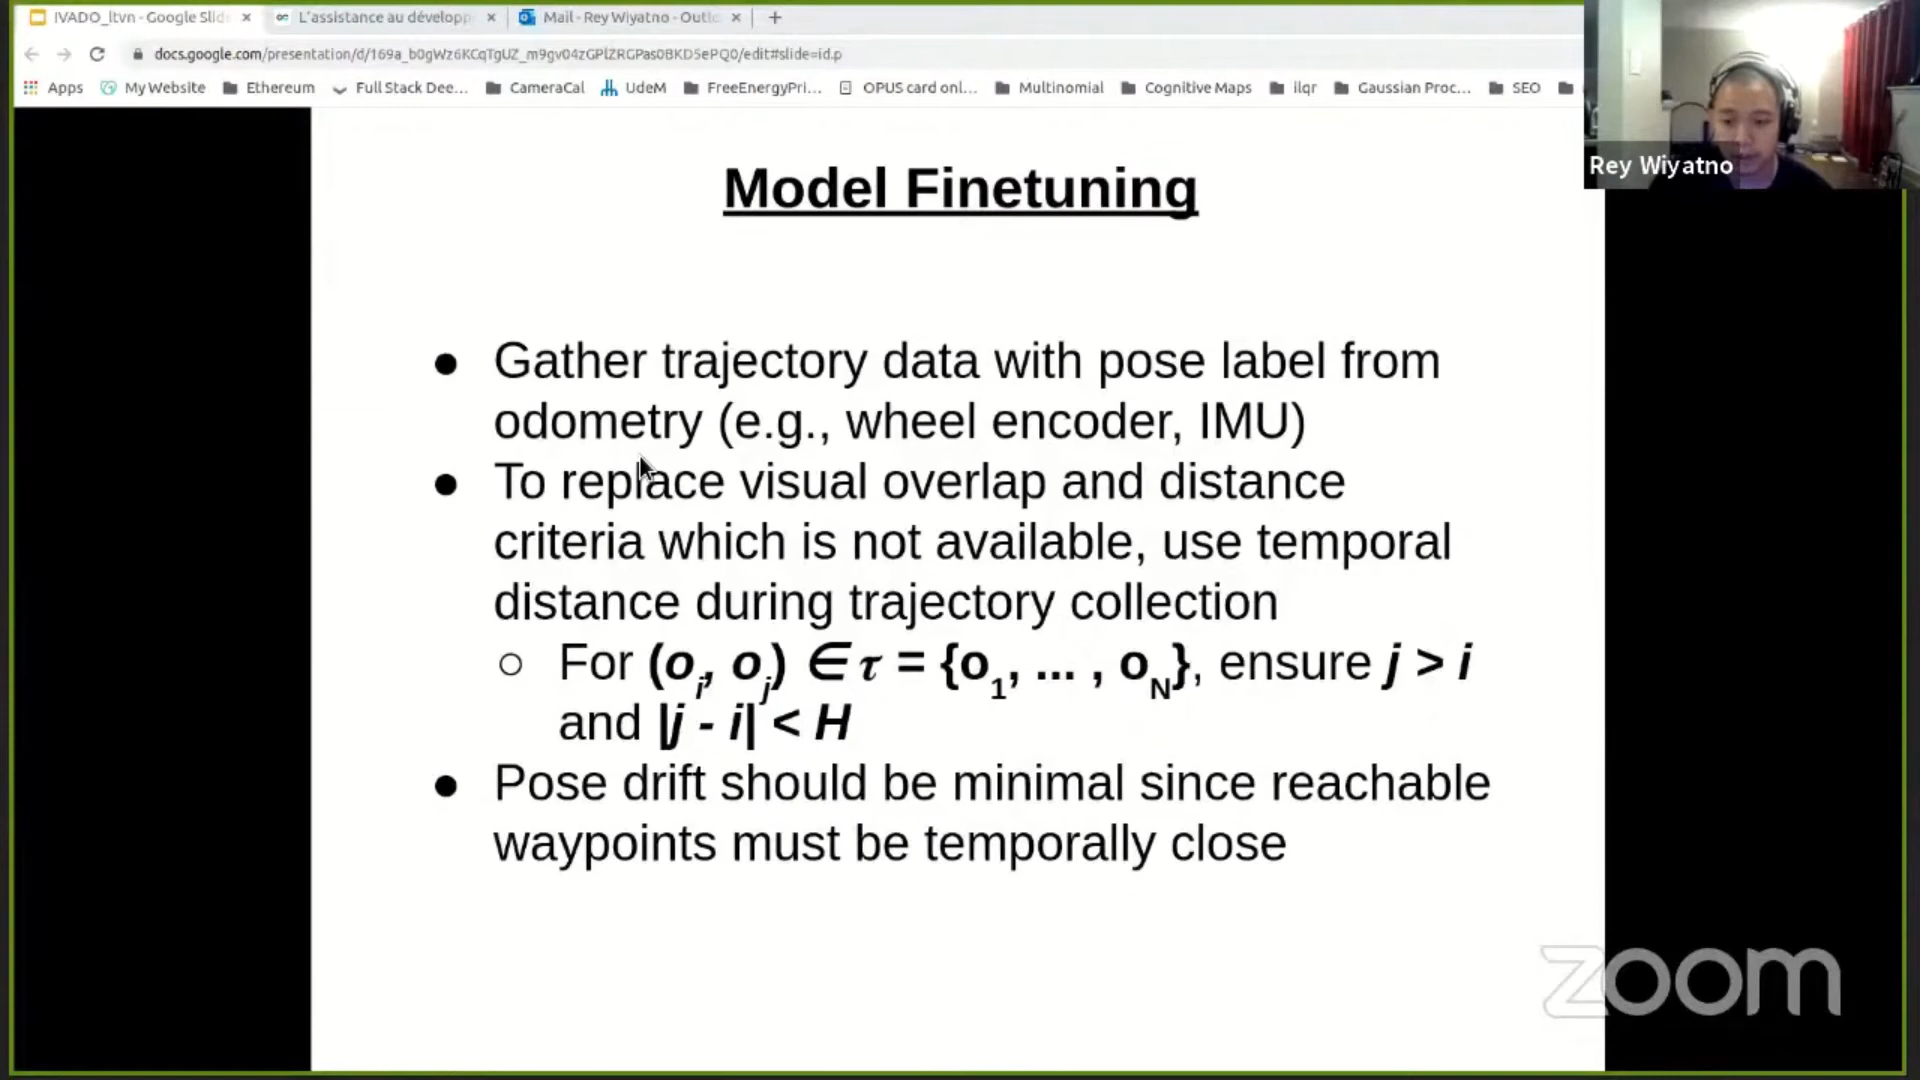 IVADO_ltvn - Google Slid
L'assistance au développ
Mail - Rey Wiyatno - Outlo
docs.google.com/presentation/d/169a_b0gWz6KCqTgUZ_m9gv04zGPlZRGPas0BKD5ePQ0/edit#slide=id.p
Apps
My Website
Ethereum
Full Stack Dee...
CameraCal
UdeM
FreeEnergyPri...
OPUS card onl...
Multinomial
Cognitive Maps
ilqr
Gaussian Proc...
SEO
Rey Wiyatno
Model Finetuning
● Gather trajectory data with pose label from
odometry (e.g., wheel encoder, IMU)
● To replace visual overlap and distance
criteria which is not available, use temporal
distance during trajectory collection
○ For (oᵢ, oⱼ) ∈ τ = {o₁, ... , o_N}, ensure j > i
and |j - i| < H
● Pose drift should be minimal since reachable
waypoints must be temporally close
zoom